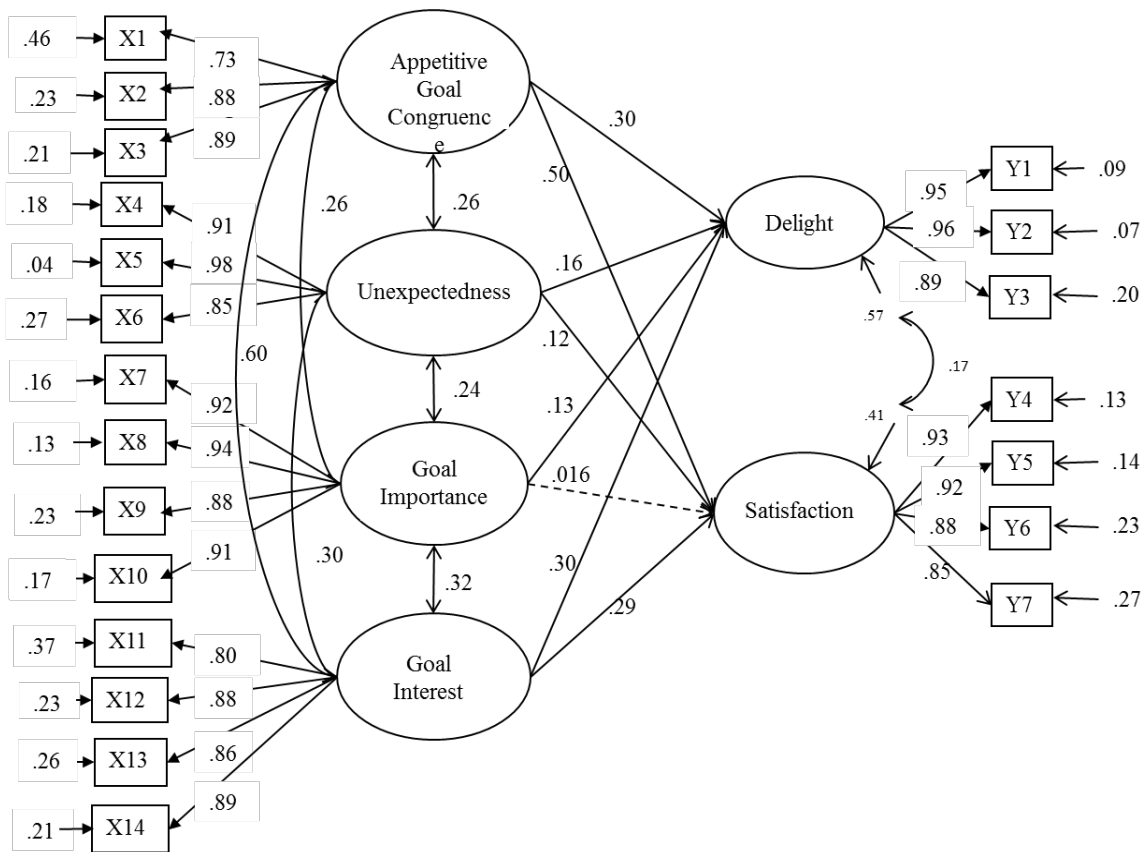 .46
X1
.73
.23
X2
.88
.21
X3
.89
.18
X4
.91
.04
X5
.98
.27
X6
.85
.16
X7
.92
.13
X8
.94
.23
X9
.88
.17
X10
.91
.37
X11
.80
.23
X12
.88
.26
X13
.86
.21
X14
.89
Appetitive
Goal
Congruenc
e
.26
.26
Unexpectedness
.60
.24
Goal
Importance
.30
.32
Goal
Interest
.30
.50
.16
.12
.13
.016
.30
.29
Delight
.57
.17
.41
Satisfaction
.95
Y1
.09
.96
Y2
.07
.89
Y3
.20
.93
Y4
.13
.92
Y5
.14
.88
Y6
.23
.85
Y7
.27